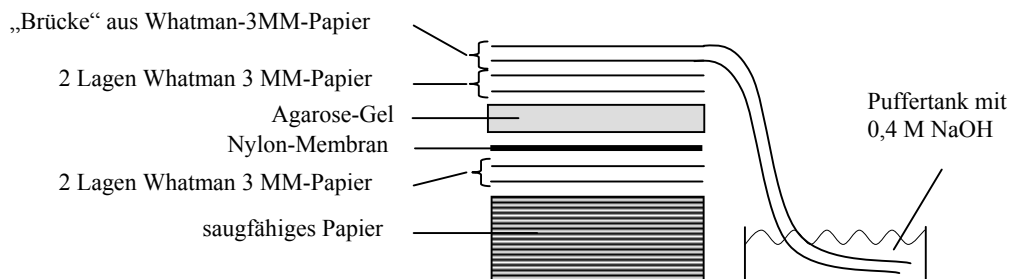 „Brücke“ aus Whatman-3MM-Papier
2 Lagen Whatman 3 MM-Papier
Agarose-Gel
Nylon-Membran
2 Lagen Whatman 3 MM-Papier
saugfähiges Papier
Puffertank mit
0,4 M NaOH